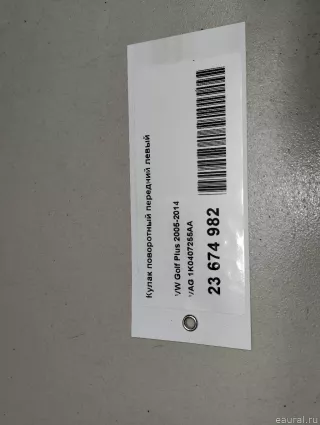 Кулак поворотный передний левый
VW Golf Plus 2005-2014
VAG 1K0407255AA
23 674 982
eaural.ru